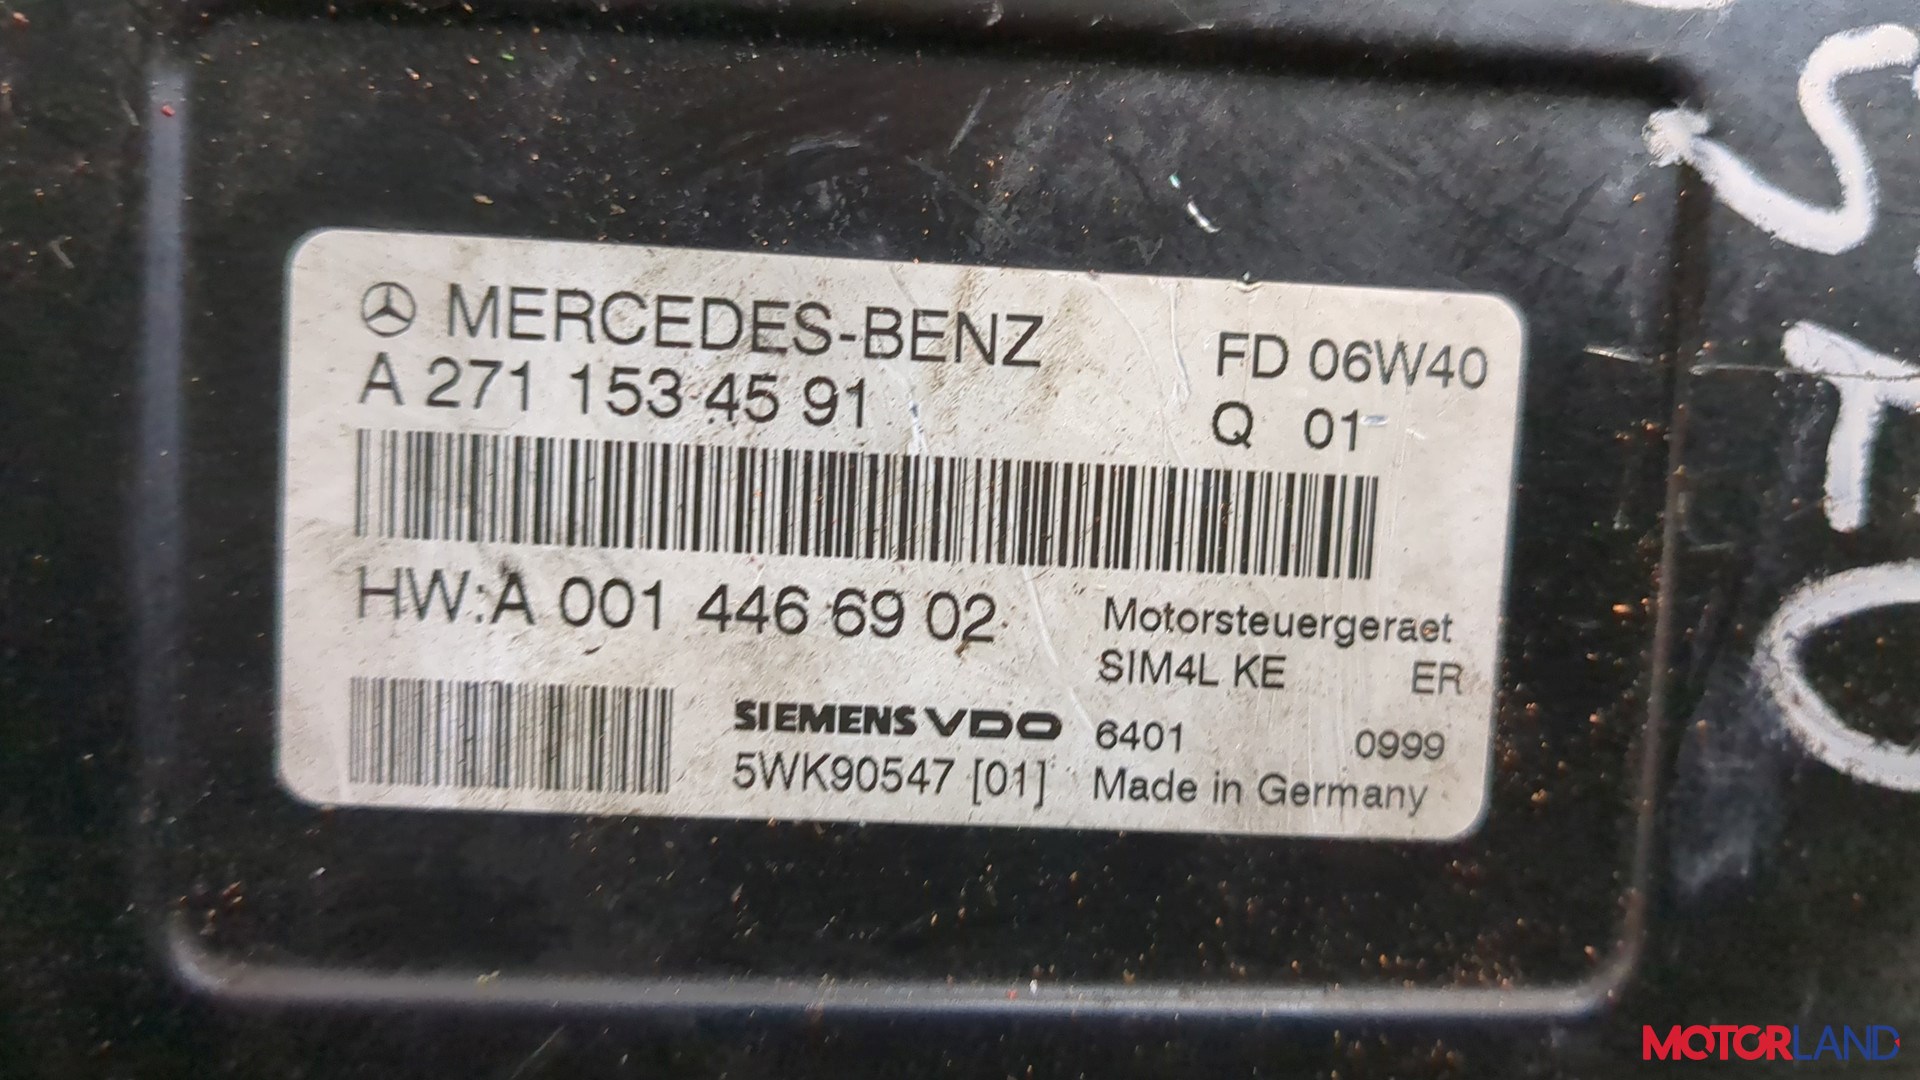 MERCEDES-BENZ
A 271 153 45 91
FD 06W40
Q 01
HW:A 001 446 69 02
Motorsteuergeraet
SIM4L KE ER
SIEMENS VDO
6401 0999
5WK90547 [01]
Made in Germany
MOTORLAND